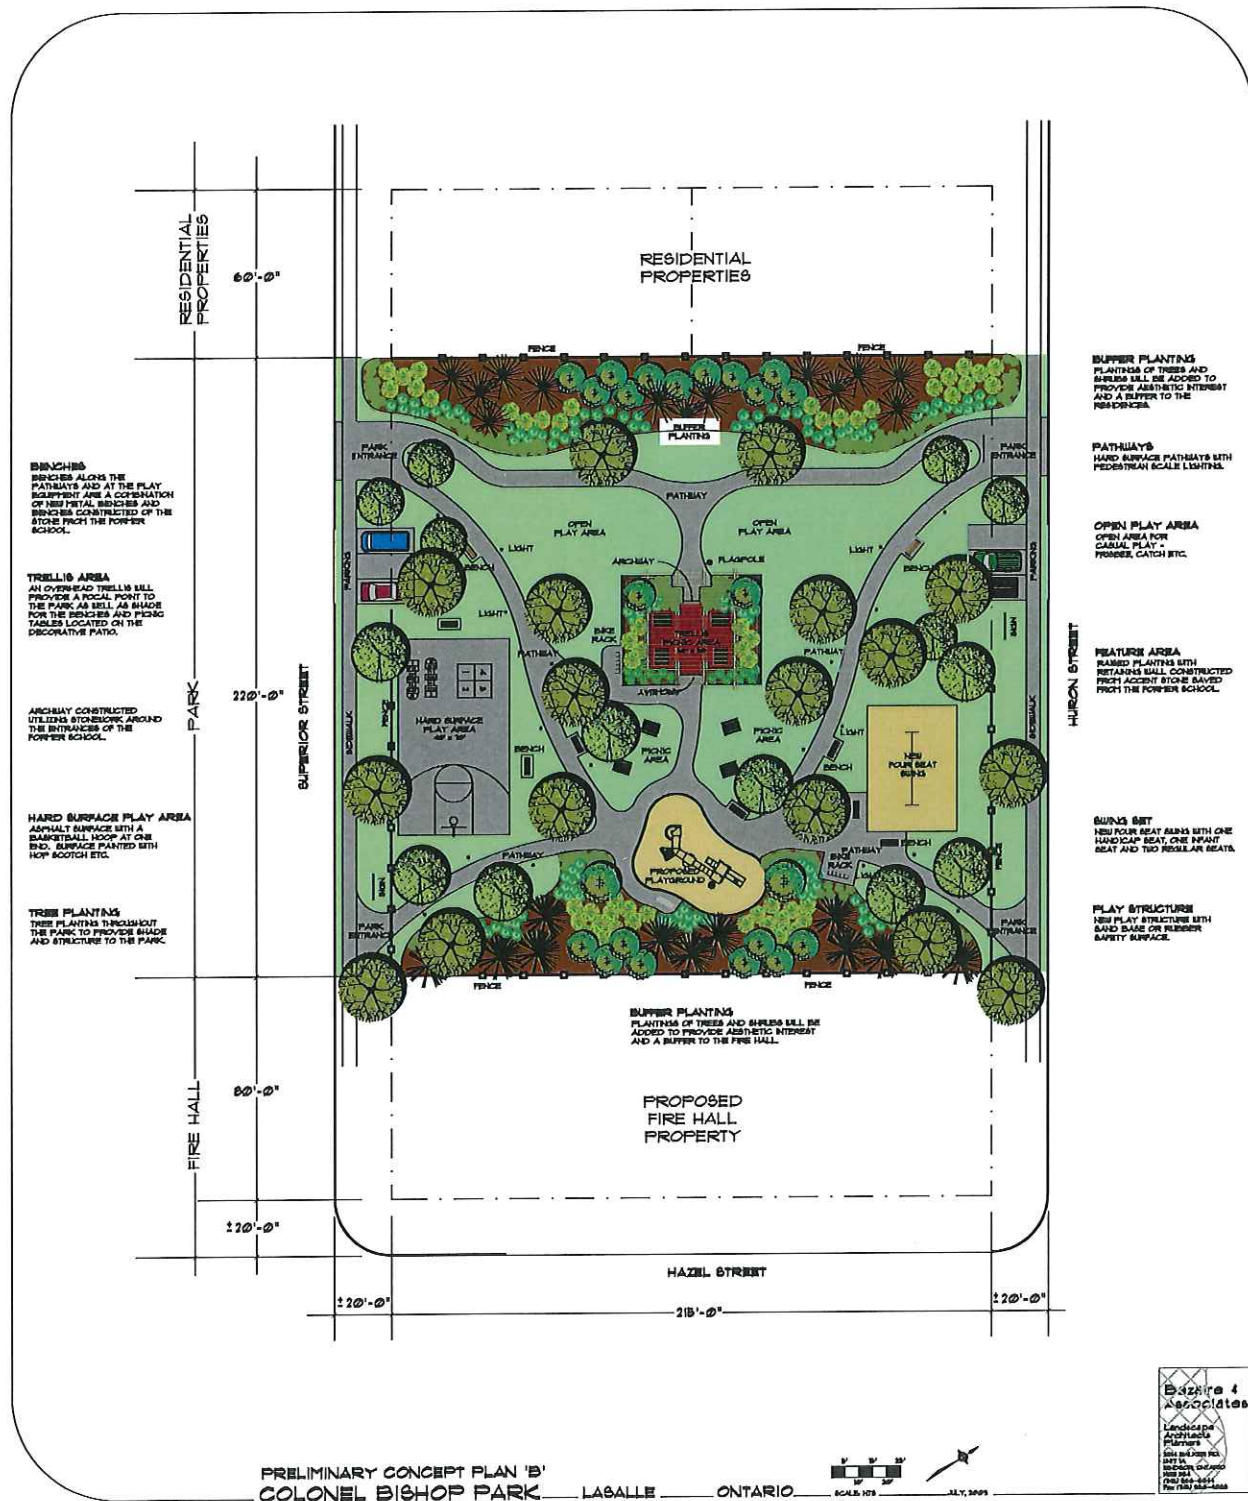 RESIDENTIAL
PROPERTIES
60'-0"
RESIDENTIAL
PROPERTIES
FENCE
FENCE
BUFFER
PLANTING
PARK
ENTRANCE
PARK
ENTRANCE
PATHWAY
OPEN
PLAY AREA
OPEN
PLAY AREA
LIGHT
LIGHT
BENCH
BENCH
ARCHWAY
FLAGPOLE
PARKING
PARKING
LIGHT
BIKE
RACK
TRELLIS
PICNIC AREA
SIGN
PATHWAY
PATHWAY
ARCHWAY
HARD SURFACE
PLAY AREA
SIDEWALK
FENCE
SIDEWALK
BENCH
PICNIC
AREA
PICNIC
AREA
LIGHT
BENCH
NEW
FOUR SEAT
SWING
PATHWAY
PATHWAY
BENCH
BIKE
RACK
LIGHT
FENCE
PROPOSED
PLAYGROUND
SIGN
PARK
ENTRANCE
PARK
ENTRANCE
FENCE
FENCE
BENCHES
BENCHES ALONG THE
PATHWAYS AND AT THE PLAY
EQUIPMENT ARE A COMBINATION
OF NEW METAL BENCHES AND
BENCHES CONSTRUCTED OF THE
STONE FROM THE FORMER
SCHOOL.
TRELLIS AREA
AN OVERHEAD TRELLIS WILL
PROVIDE A FOCAL POINT TO
THE PARK AS WELL AS SHADE
FOR THE BENCHES AND PICNIC
TABLES LOCATED ON THE
DECORATIVE PATIO.
ARCHWAY CONSTRUCTED
UTILIZING STONEWORK AROUND
THE ENTRANCES OF THE
FORMER SCHOOL.
HARD SURFACE PLAY AREA
ASPHALT SURFACE WITH A
BASKETBALL HOOP AT ONE
END. SURFACE PAINTED WITH
HOP SCOTCH ETC.
TREE PLANTING
TREE PLANTING THROUGHOUT
THE PARK TO PROVIDE SHADE
AND STRUCTURE TO THE PARK.
PARK
220'-0"
SUPERIOR STREET
HURON STREET
BUFFER PLANTING
PLANTINGS OF TREES AND
SHRUBS WILL BE ADDED TO
PROVIDE AESTHETIC INTEREST
AND A BUFFER TO THE
RESIDENCES.
PATHWAYS
HARD SURFACE PATHWAYS WITH
PEDESTRIAN SCALE LIGHTING.
OPEN PLAY AREA
OPEN AREA FOR
CASUAL PLAY -
FRISBEE, CATCH ETC.
FEATURE AREA
RAISED PLANTING WITH
RETAINING WALL CONSTRUCTED
FROM ACCENT STONE SAVED
FROM THE FORMER SCHOOL.
SWING SET
NEW FOUR SEAT SWING WITH ONE
HANDICAP SEAT, ONE INFANT
SEAT AND TWO REGULAR SEATS.
PLAY STRUCTURE
NEW PLAY STRUCTURE WITH
SAND BASE OR RUBBER
SAFETY SURFACE.
BUFFER PLANTING
PLANTINGS OF TREES AND SHRUBS WILL BE
ADDED TO PROVIDE AESTHETIC INTEREST
AND A BUFFER TO THE FIRE HALL.
FIRE HALL
80'-0"
PROPOSED
FIRE HALL
PROPERTY
±20'-0"
HAZEL STREET
±20'-0"
218'-0"
±20'-0"
PRELIMINARY CONCEPT PLAN 'B'
COLONEL BISHOP PARK LASALLE ONTARIO
SCALE: NTS
JULY, 2003
Bezaire &
Associates
Landscape
Architects
Planners